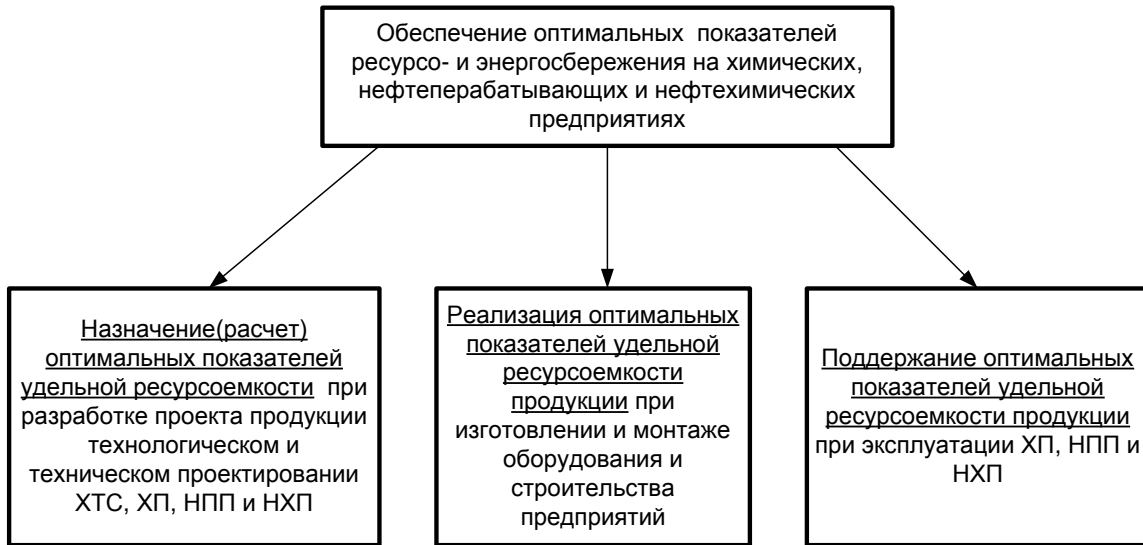 Обеспечение оптимальных показателей
ресурсо- и энергосбережения на химических,
нефтеперабатывающих и нефтехимических
предприятиях
Назначение(расчет)
оптимальных показателей
удельной ресурсоемкости при
разработке проекта продукции
технологическом и
техническом проектировании
ХТС, ХП, НПП и НХП
Реализация оптимальных
показателей удельной
ресурсоемкости
продукции при
изготовлении и монтаже
оборудования и
строительства
предприятий
Поддержание оптимальных
показателей удельной
ресурсоемкости продукции
при эксплуатации ХП, НПП и
НХП